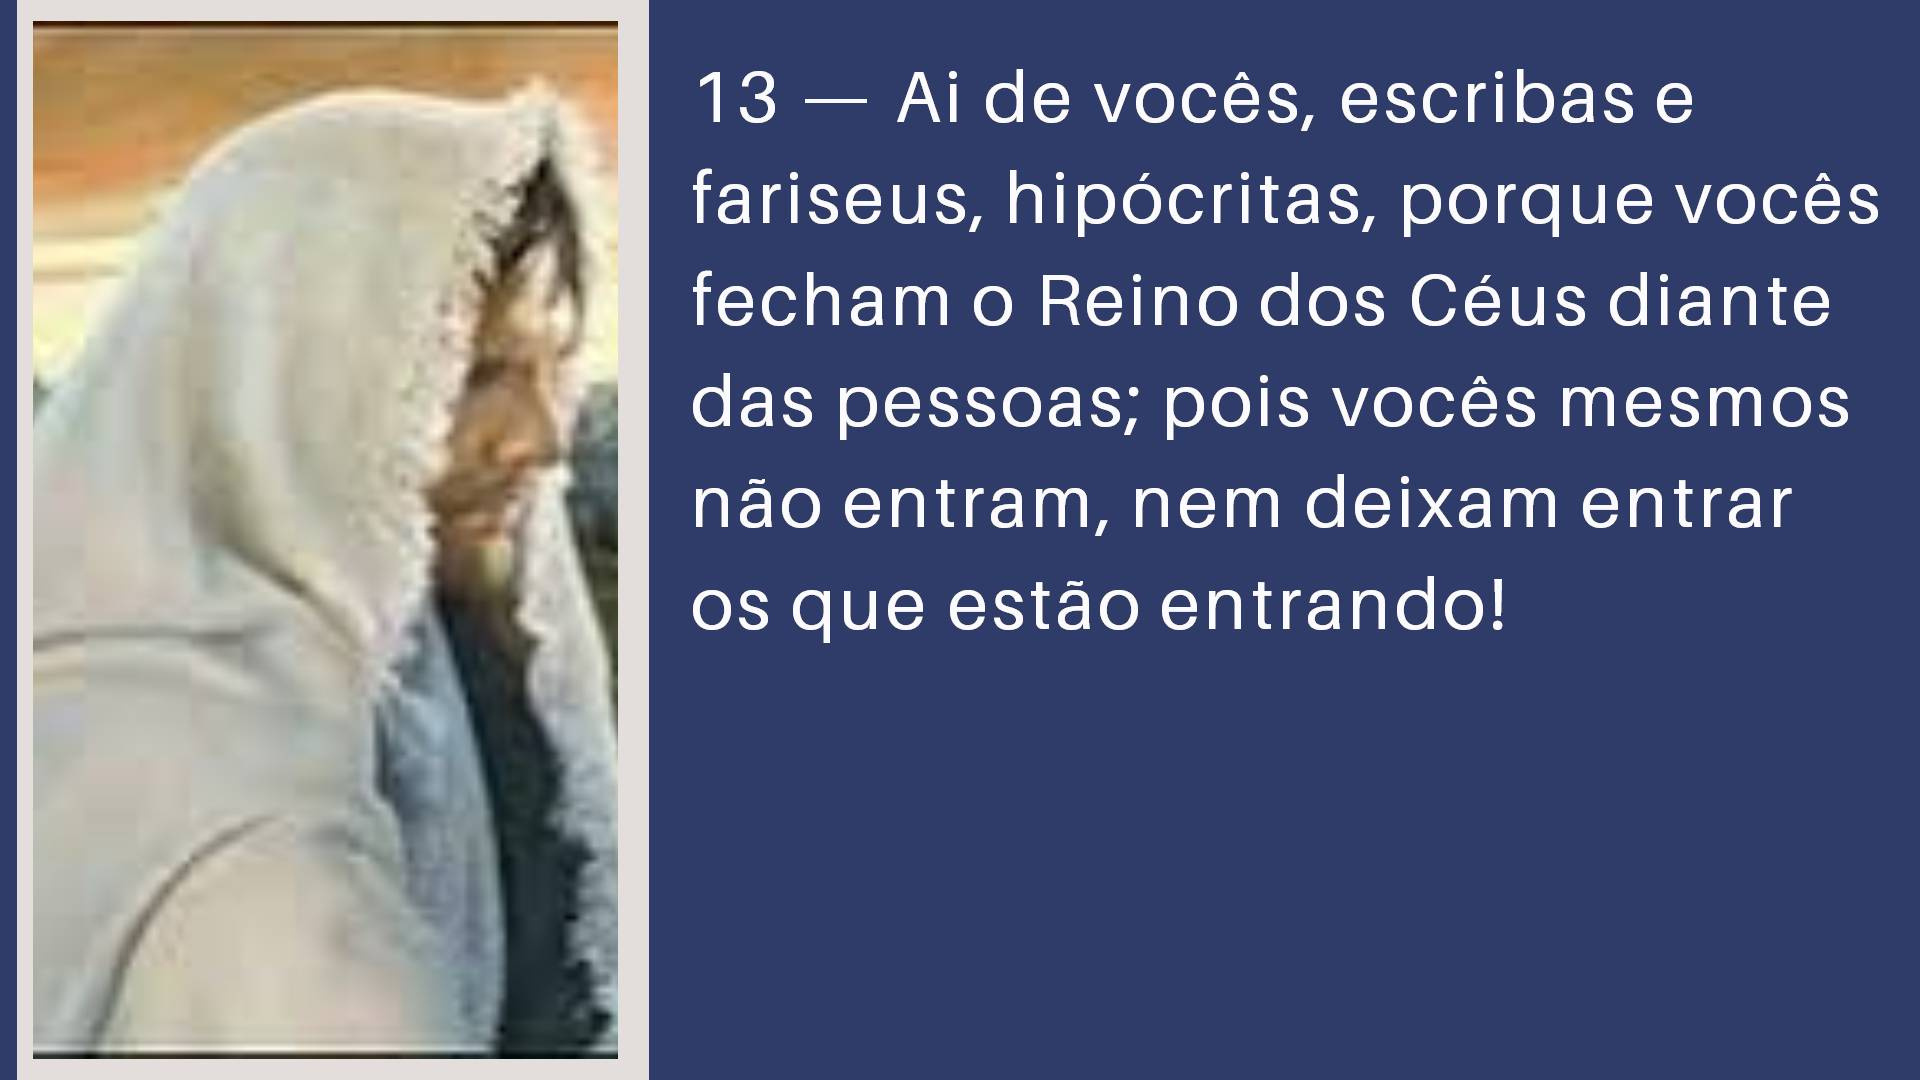 13 — Ai de vocês, escribas e
fariseus, hipócritas, porque vocês
fecham o Reino dos Céus diante
das pessoas; pois vocês mesmos
não entram, nem deixam entrar
os que estão entrando!